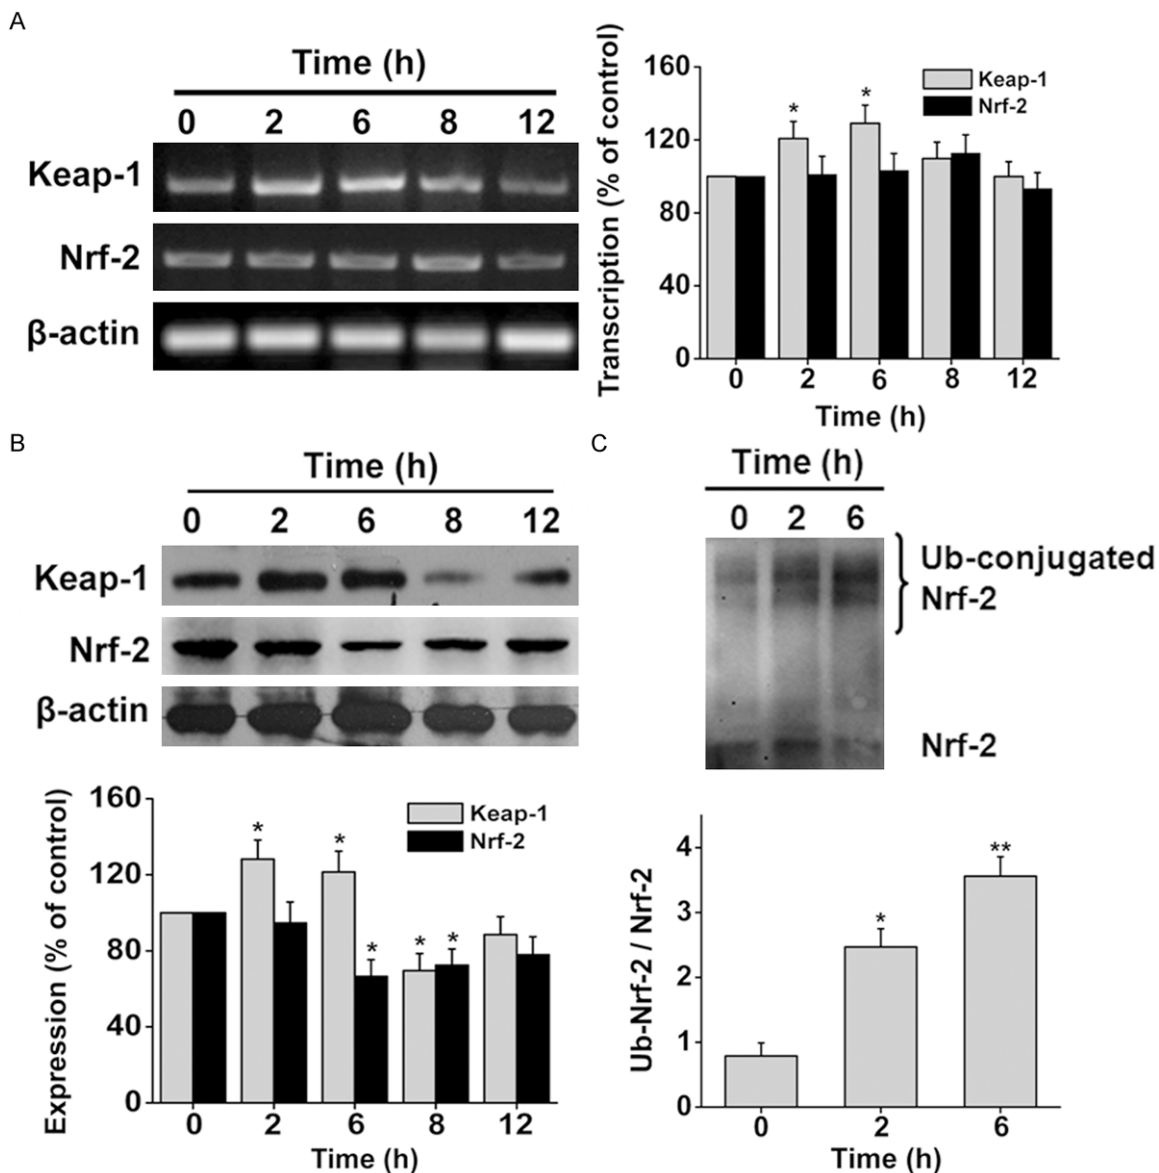 A
Time (h)
0 2 6 8 12
Keap-1
Nrf-2
β-actin
Transcription (% of control)
160
120
80
40
0
* *
Keap-1
Nrf-2
0 2 6 8 12
Time (h)
B
Time (h)
0 2 6 8 12
Keap-1
Nrf-2
β-actin
Expression (% of control)
160
120
80
40
0
* * * * *
Keap-1
Nrf-2
0 2 6 8 12
Time (h)
C
Time (h)
0 2 6
Ub-conjugated
Nrf-2
Nrf-2
Ub-Nrf-2 / Nrf-2
4
3
2
1
0
* **
0 2 6
Time (h)